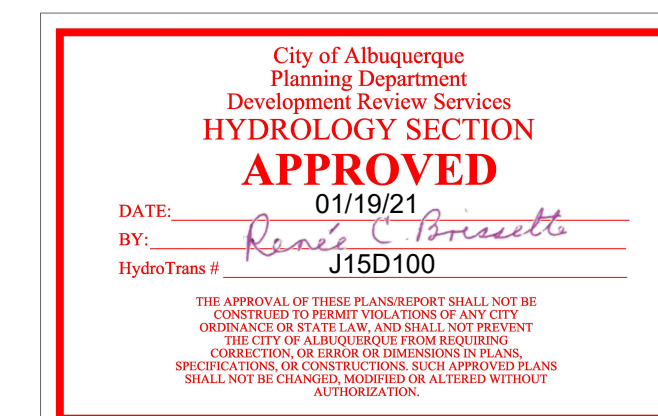 City of Albuquerque
Planning Department
Development Review Services
HYDROLOGY SECTION
APPROVED
DATE: 01/19/21
BY: Renée C. Brissette
HydroTrans # J15D100
THE APPROVAL OF THESE PLANS/REPORT SHALL NOT BE
CONSTRUED TO PERMIT VIOLATIONS OF ANY CITY
ORDINANCE OR STATE LAW, AND SHALL NOT PREVENT
THE CITY OF ALBUQUERQUE FROM REQUIRING
CORRECTION, OR ERROR OR DIMENSIONS IN PLANS,
SPECIFICATIONS, OR CONSTRUCTIONS. SUCH APPROVED PLANS
SHALL NOT BE CHANGED, MODIFIED OR ALTERED WITHOUT
AUTHORIZATION.